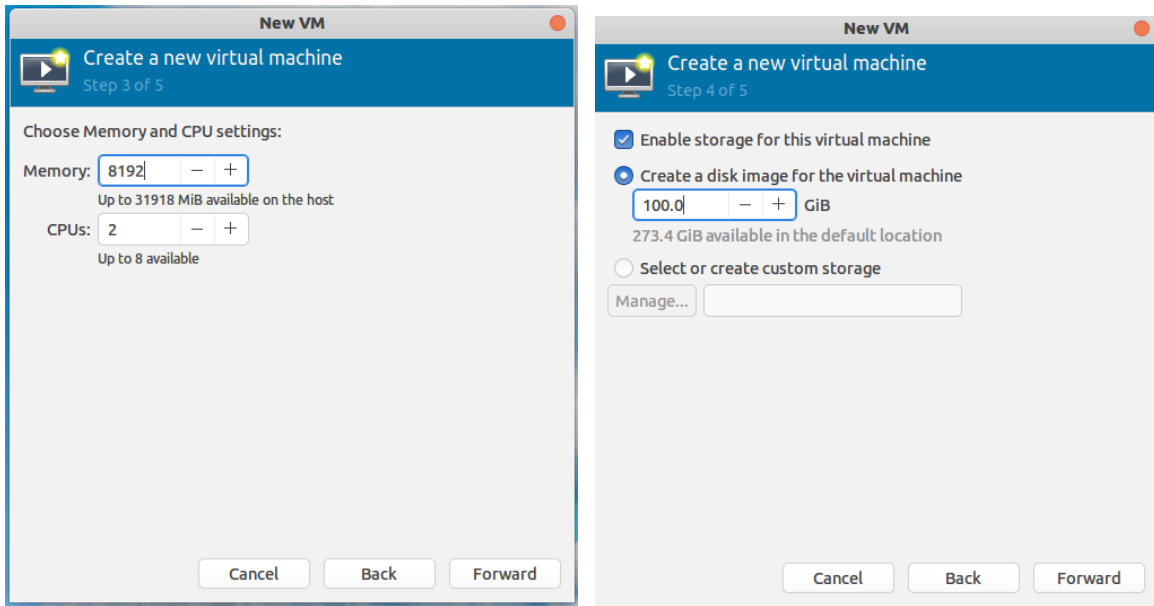 New VM
Create a new virtual machine
Step 3 of 5
Choose Memory and CPU settings:
Memory: 8192 − +
Up to 31918 MiB available on the host
CPUs: 2 − +
Up to 8 available
Cancel Back Forward
New VM
Create a new virtual machine
Step 4 of 5
Enable storage for this virtual machine
Create a disk image for the virtual machine
100.0 − + GiB
273.4 GiB available in the default location
Select or create custom storage
Manage...
Cancel Back Forward